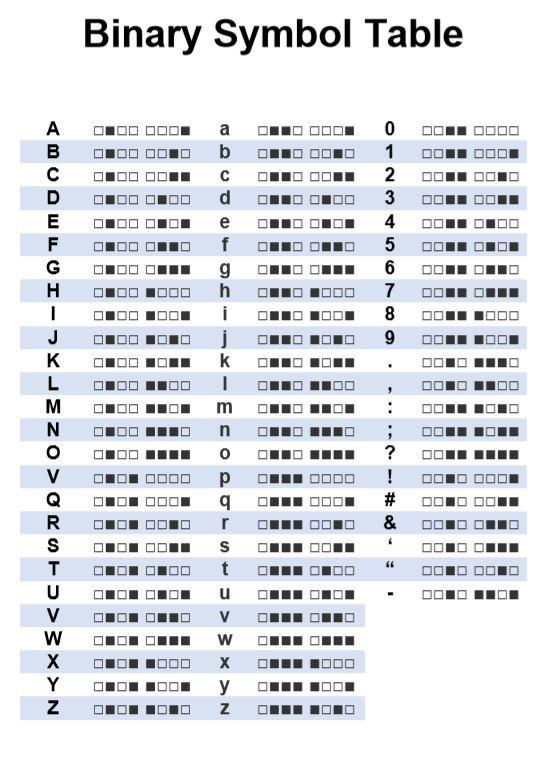 Binary Symbol Table
A a 0
B b 1
C c 2
D d 3
E e 4
F f 5
G g 6
H h 7
I i 8
J j 9
K k .
L l ,
M m :
N n ;
O o ?
V p !
Q q #
R r &
S s ‘
T t “
U u -
V v
W w
X x
Y y
Z z